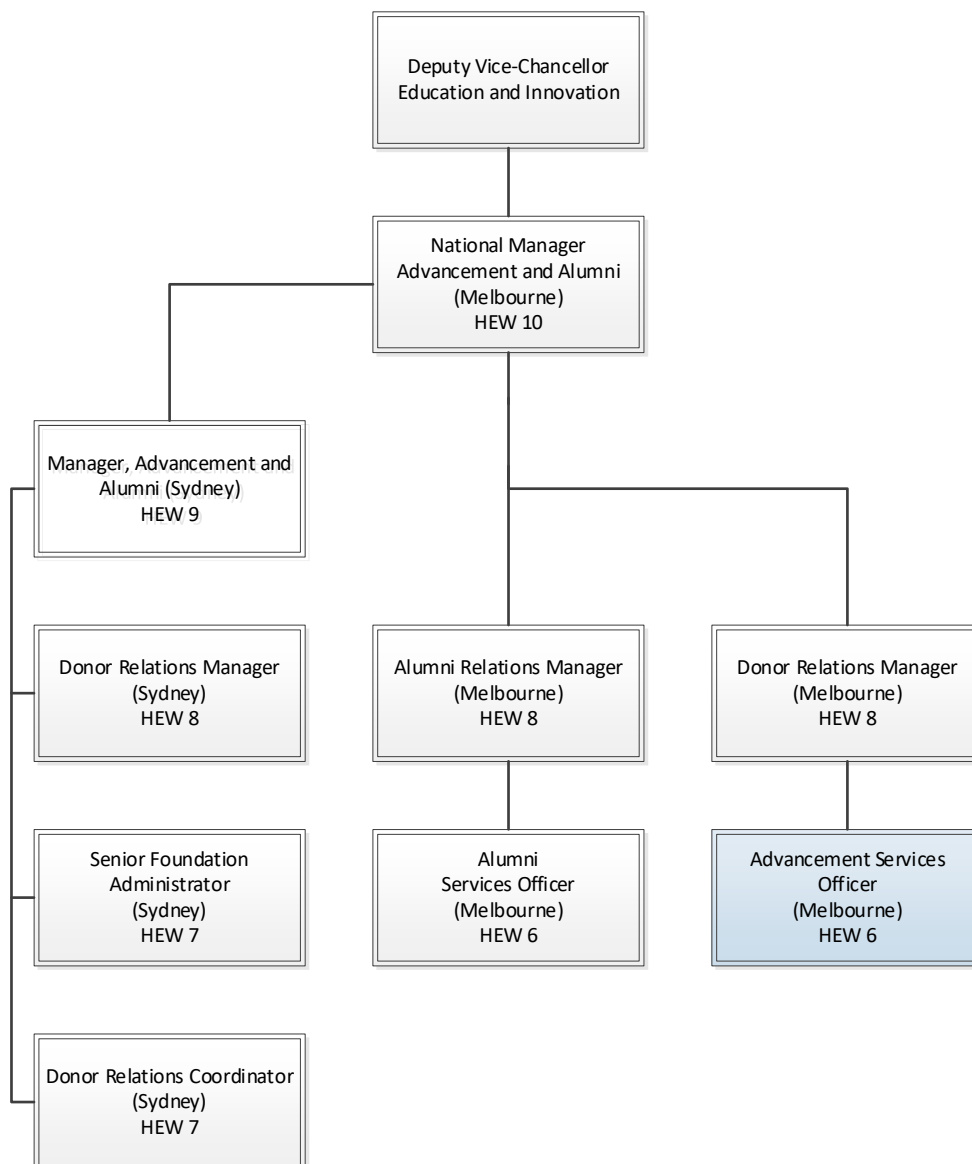 Deputy Vice-Chancellor
Education and Innovation
National Manager
Advancement and Alumni
(Melbourne)
HEW 10
Manager, Advancement and
Alumni (Sydney)
HEW 9
Donor Relations Manager
(Sydney)
HEW 8
Alumni Relations Manager
(Melbourne)
HEW 8
Donor Relations Manager
(Melbourne)
HEW 8
Senior Foundation
Administrator
(Sydney)
HEW 7
Alumni
Services Officer
(Melbourne)
HEW 6
Advancement Services
Officer
(Melbourne)
HEW 6
Donor Relations Coordinator
(Sydney)
HEW 7